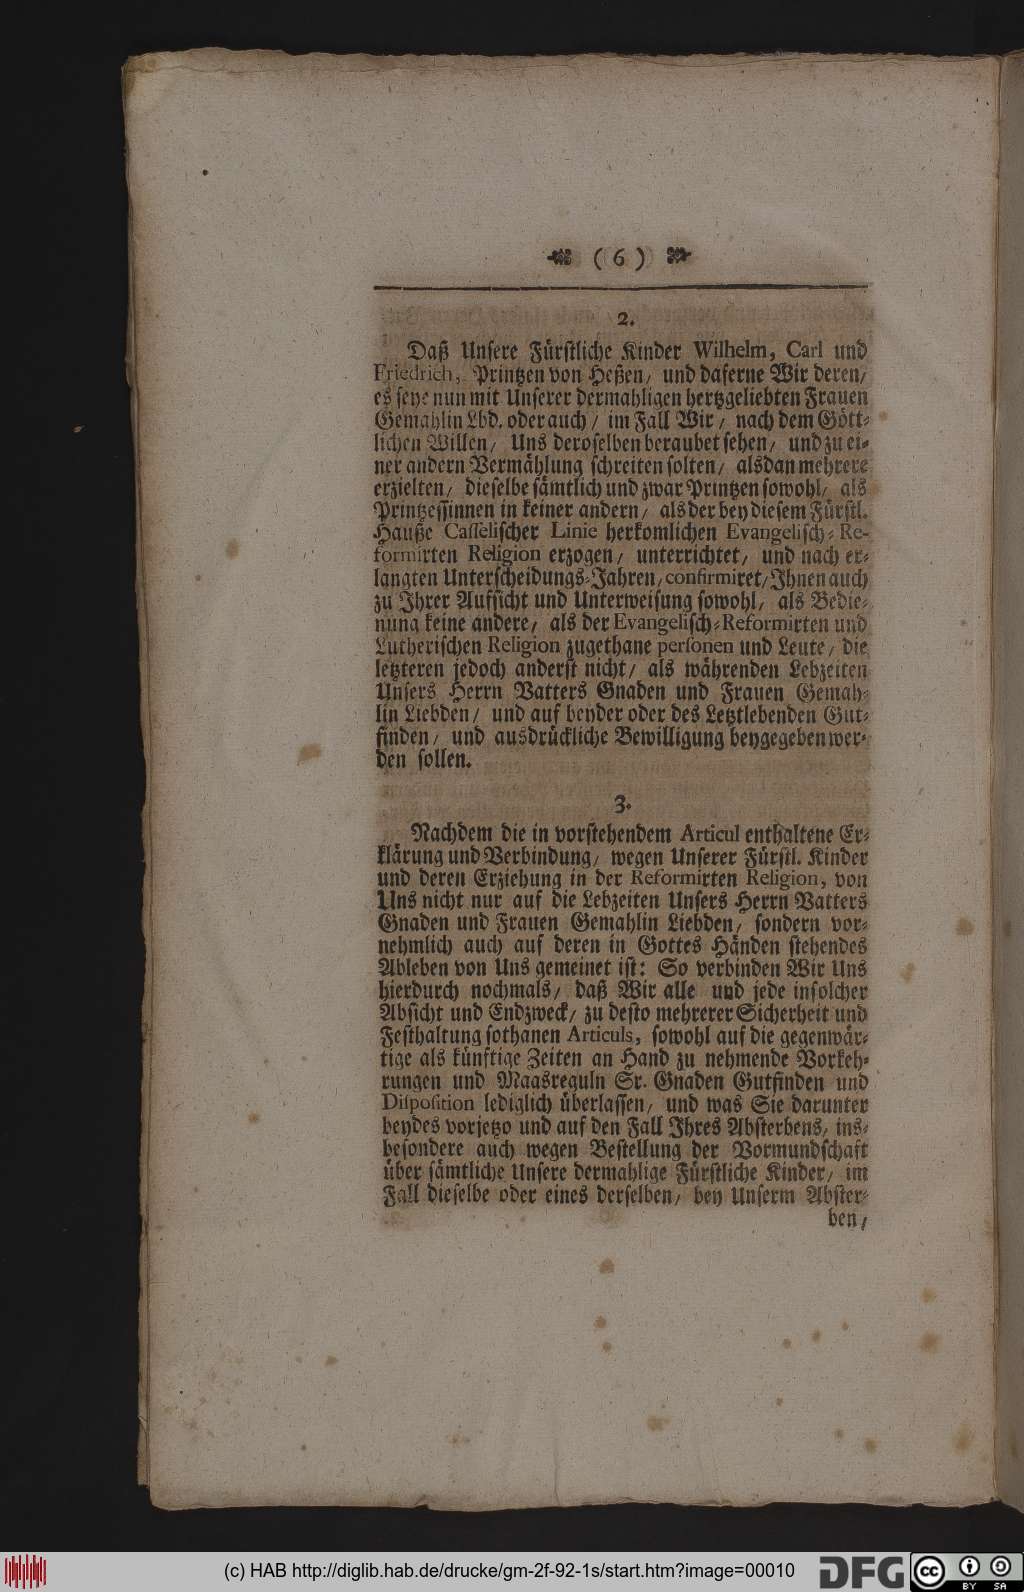 ( 6 )
2.
Daß Unsere Fürstliche Kinder Wilhelm, Carl und
Friedrich, Printzen von Heßen/ und daferne Wir deren/
es seye nun mit Unserer dermahligen hertzgeliebten Frauen
Gemahlin Lbd. oder auch/ im Fall Wir/ nach dem Gött-
lichen Willen/ Uns deroselben beraubet sehen/ und zu ei-
ner andern Vermählung schreiten solten/ alsdan mehrere
erzielten/ dieselbe sämtlich und zwar Printzen sowohl/ als
Printzessinnen in keiner andern/ als der bey diesem Fürstl.
Hauße Casselischer Linie herkomlichen Evangelisch-Re-
formirten Religion erzogen/ unterrichtet/ und nach er-
langten Unterscheidungs-Jahren/ confirmiret/ Ihnen auch
zu Ihrer Aufsicht und Unterweisung sowohl/ als Bedie-
nung keine andere/ als der Evangelisch-Reformirten und
Lutherischen Religion zugethane personen und Leute/ die
letzteren jedoch anderst nicht/ als währenden Lebzeiten
Unsers Herrn Vatters Gnaden und Frauen Gemah-
lin Liebden/ und auf beyder oder des Letztlebenden Gut-
finden/ und ausdrückliche Bewilligung beygegeben wer-
den sollen.
3.
Nachdem die in vorstehendem Articul enthaltene Er-
klärung und Verbindung/ wegen Unserer Fürstl. Kinder
und deren Erziehung in der Reformirten Religion, von
Uns nicht nur auf die Lebzeiten Unsers Herrn Vatters
Gnaden und Frauen Gemahlin Liebden/ sondern vor-
nehmlich auch auf deren in Gottes Händen stehendes
Ableben von Uns gemeinet ist: So verbinden Wir Uns
hierdurch nochmals/ daß Wir alle und jede in solcher
Absicht und Endzweck/ zu desto mehrerer Sicherheit und
Festhaltung sothanen Articuls, sowohl auf die gegenwär-
tige als künftige Zeiten an Hand zu nehmende Vorkeh-
rungen und Maasreguln Sr. Gnaden Gutfinden und
Disposition lediglich überlassen/ und was Sie darunter
beydes vorjetzo und auf den Fall Ihres Absterbens/ ins-
besondere auch wegen Bestellung der Vormundschaft
über sämtliche Unsere dermahlige Fürstliche Kinder/ im
Fall dieselbe oder eines derselben/ bey Unserm Abster-
ben/
(c) HAB http://diglib.hab.de/drucke/gm-2f-92-1s/start.htm?image=00010
DFG
cc
BY SA